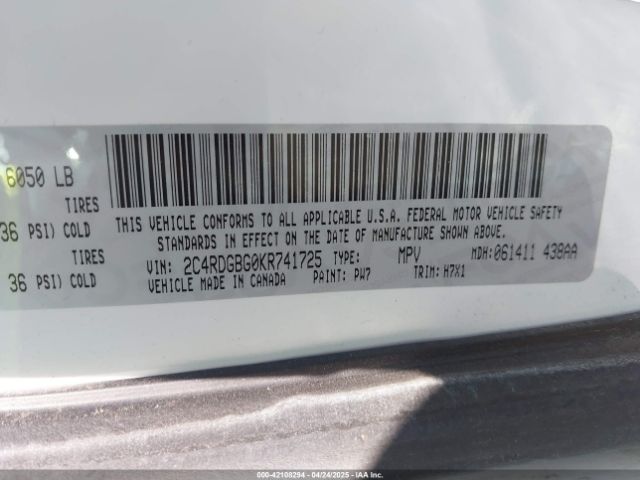 6050 LB
TIRES
36 PSI) COLD
TIRES
36 PSI) COLD
THIS VEHICLE CONFORMS TO ALL APPLICABLE U.S.A. FEDERAL MOTOR VEHICLE SAFETY
STANDARDS IN EFFECT ON THE DATE OF MANUFACTURE SHOWN ABOVE.
VIN: 2C4RDGBG0KR741725 TYPE: MPV MDH:061411 438AA
VEHICLE MADE IN CANADA PAINT: PW7 TRIM: H7X1
000-42108294 - 04/24/2025 - IAAI.COM